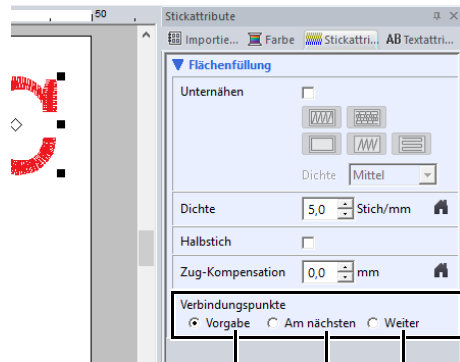 50
Stickattribute
Importie... Farbe Stickattri... AB Textattri...
Flächenfüllung
Unternähen
Dichte Mittel
Dichte 5,0 Stich/mm
Halbstich
Zug-Kompensation 0,0 mm
Verbindungspunkte
Vorgabe Am nächsten Weiter